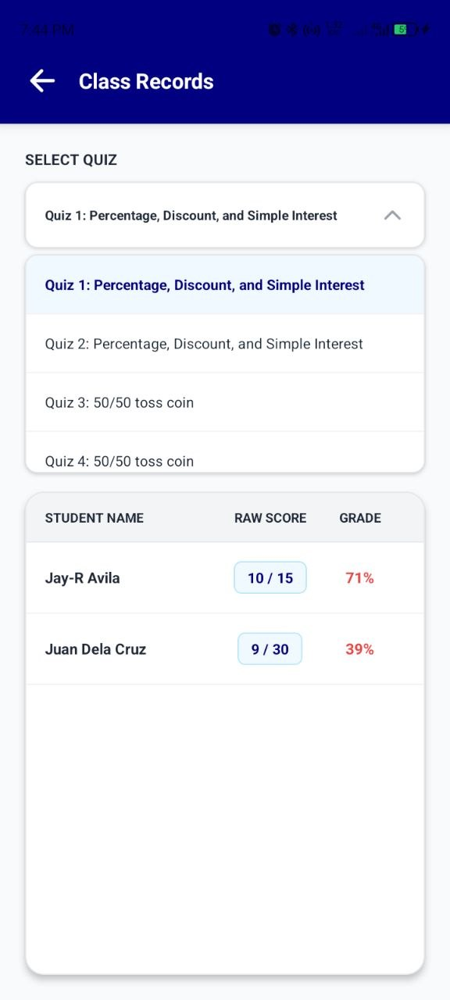 7:44 PM
Class Records
SELECT QUIZ
Quiz 1: Percentage, Discount, and Simple Interest
Quiz 1: Percentage, Discount, and Simple Interest
Quiz 2: Percentage, Discount, and Simple Interest
Quiz 3: 50/50 toss coin
Quiz 4: 50/50 toss coin
STUDENT NAME RAW SCORE GRADE
Jay-R Avila 10 / 15 71%
Juan Dela Cruz 9 / 30 39%